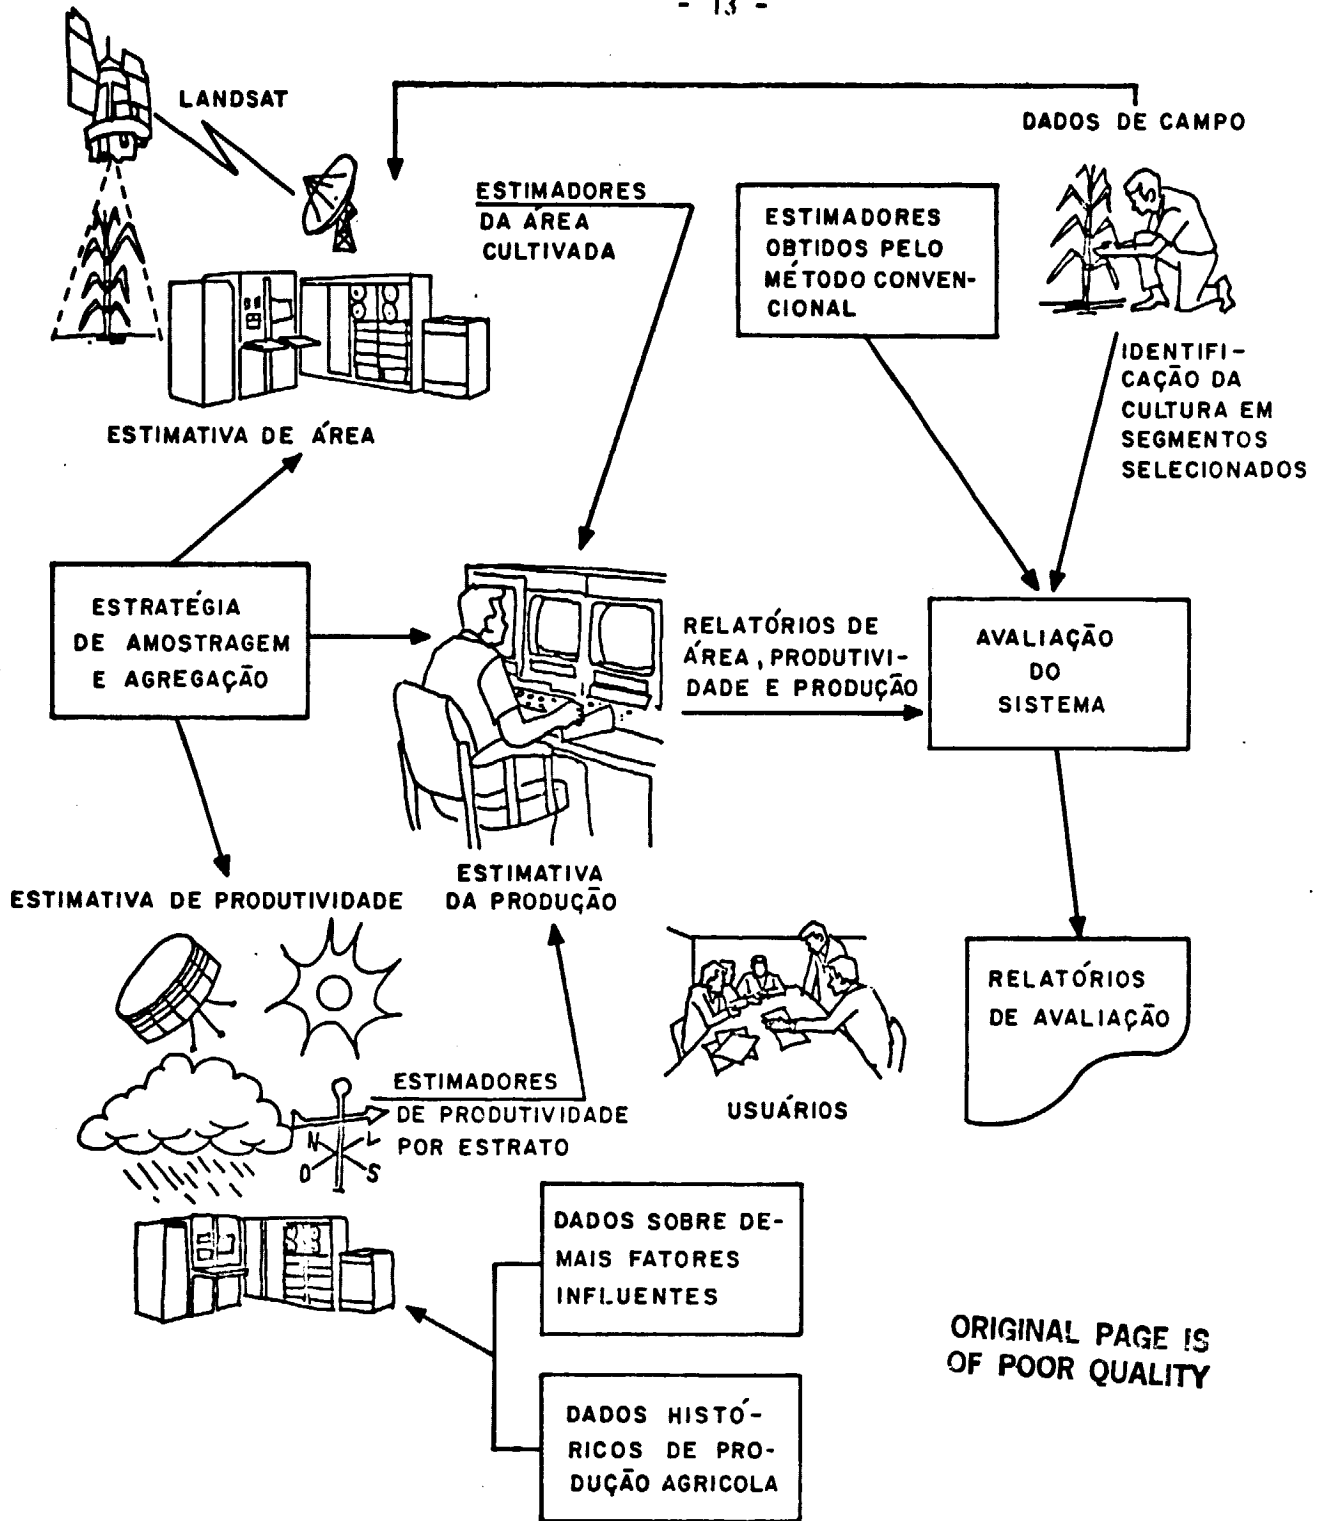 - 13 -
LANDSAT
DADOS DE CAMPO
ESTIMADORES
DA ÁREA
CULTIVADA
ESTIMADORES
OBTIDOS PELO
MÉTODO CONVEN-
CIONAL
IDENTIFI-
CAÇÃO DA
CULTURA EM
SEGMENTOS
SELECIONADOS
ESTIMATIVA DE ÁREA
ESTRATÉGIA
DE AMOSTRAGEM
E AGREGAÇÃO
RELATÓRIOS DE
ÁREA, PRODUTIVI-
DADE E PRODUÇÃO
AVALIAÇÃO
DO
SISTEMA
ESTIMATIVA
DA PRODUÇÃO
ESTIMATIVA DE PRODUTIVIDADE
RELATÓRIOS
DE AVALIAÇÃO
ESTIMADORES
DE PRODUTIVIDADE
POR ESTRATO
N L
O S
USUÁRIOS
DADOS SOBRE DE-
MAIS FATORES
INFLUENTES
DADOS HISTÓ-
RICOS DE PRO-
DUÇÃO AGRICOLA
ORIGINAL PAGE IS
OF POOR QUALITY